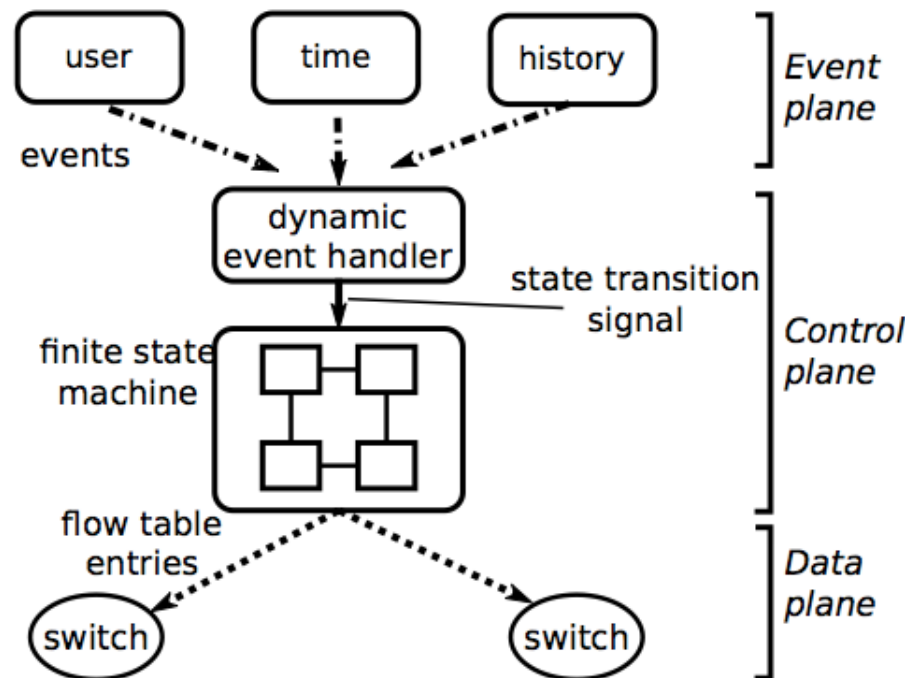 user
time
history
Event
plane
events
dynamic
event handler
state transition
signal
finite state
machine
Control
plane
flow table
entries
Data
plane
switch
switch